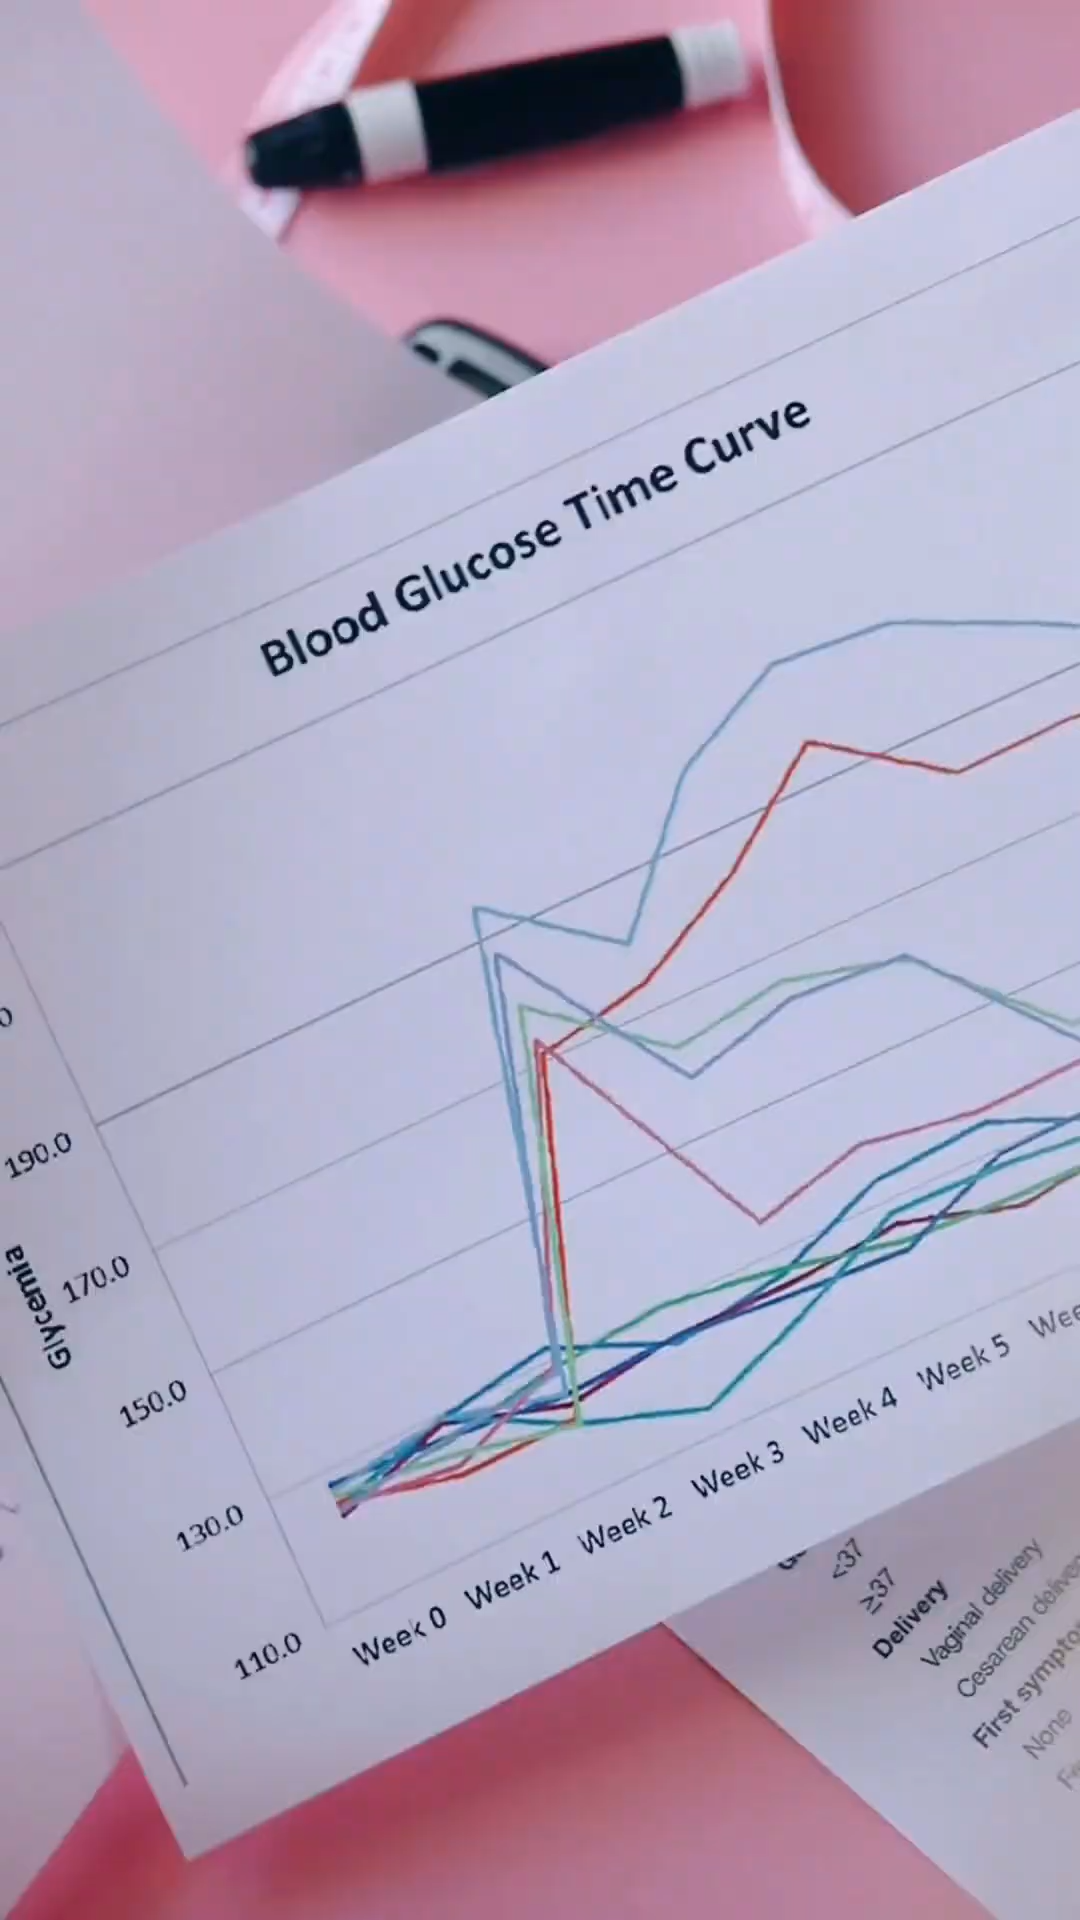 Blood Glucose Time Curve
190.0
170.0
150.0
130.0
110.0
Glycemia
Week 0
Week 1
Week 2
Week 3
Week 4
Week 5
<37
≥37
Delivery
Vaginal delivery
Cesarean
First
None